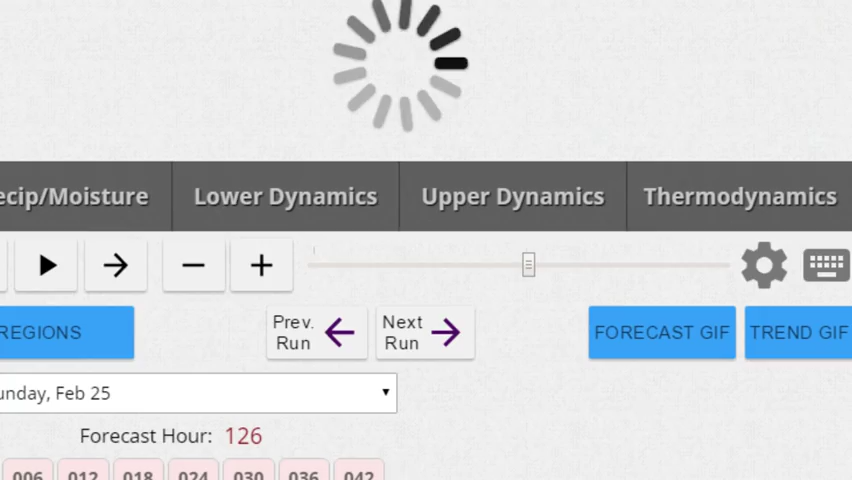 ecip/Moisture Lower Dynamics Upper Dynamics Thermodynamics
REGIONS Prev. Run Next Run FORECAST GIF TREND GIF
unday, Feb 25
Forecast Hour: 126
006 012 018 024 030 036 042